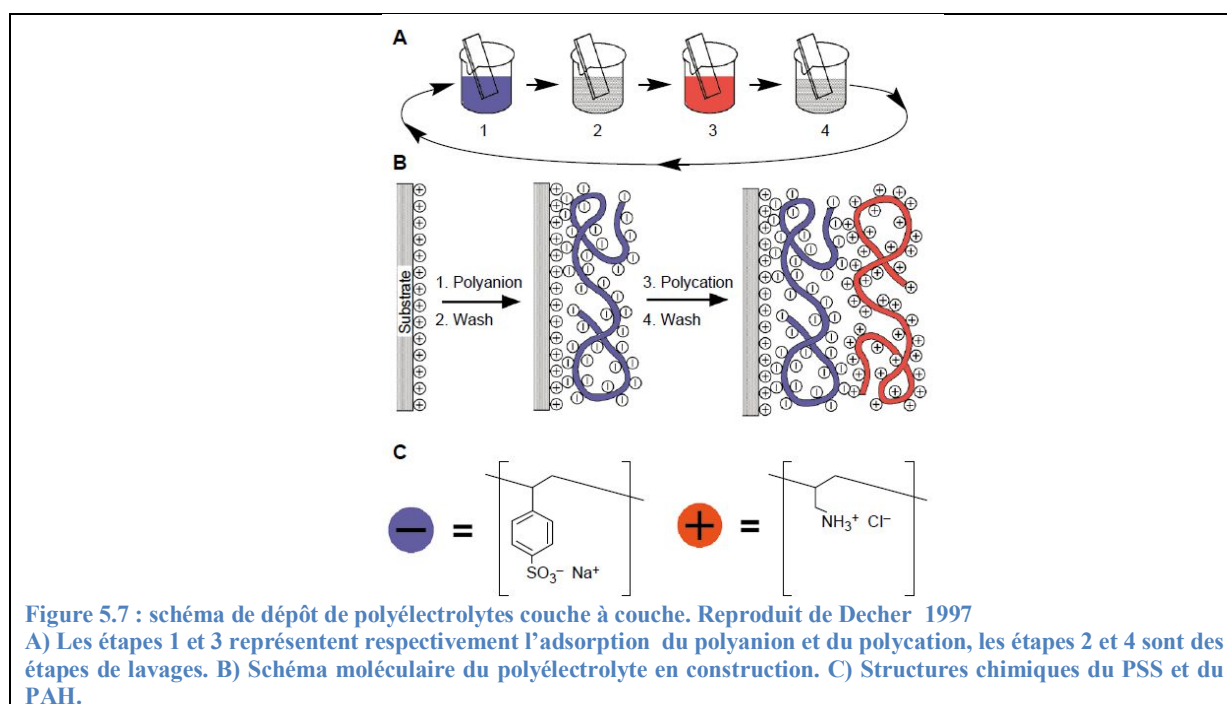 A
1 2 3 4
B
Substrate
1. Polyanion
2. Wash
3. Polycation
4. Wash
C
− = SO₃⁻ Na⁺
+ = NH₃⁺ Cl⁻
Figure 5.7 : schéma de dépôt de polyélectrolytes couche à couche. Reproduit de Decher 1997
A) Les étapes 1 et 3 représentent respectivement l’adsorption du polyanion et du polycation, les étapes 2 et 4 sont des
étapes de lavages. B) Schéma moléculaire du polyélectrolyte en construction. C) Structures chimiques du PSS et du
PAH.